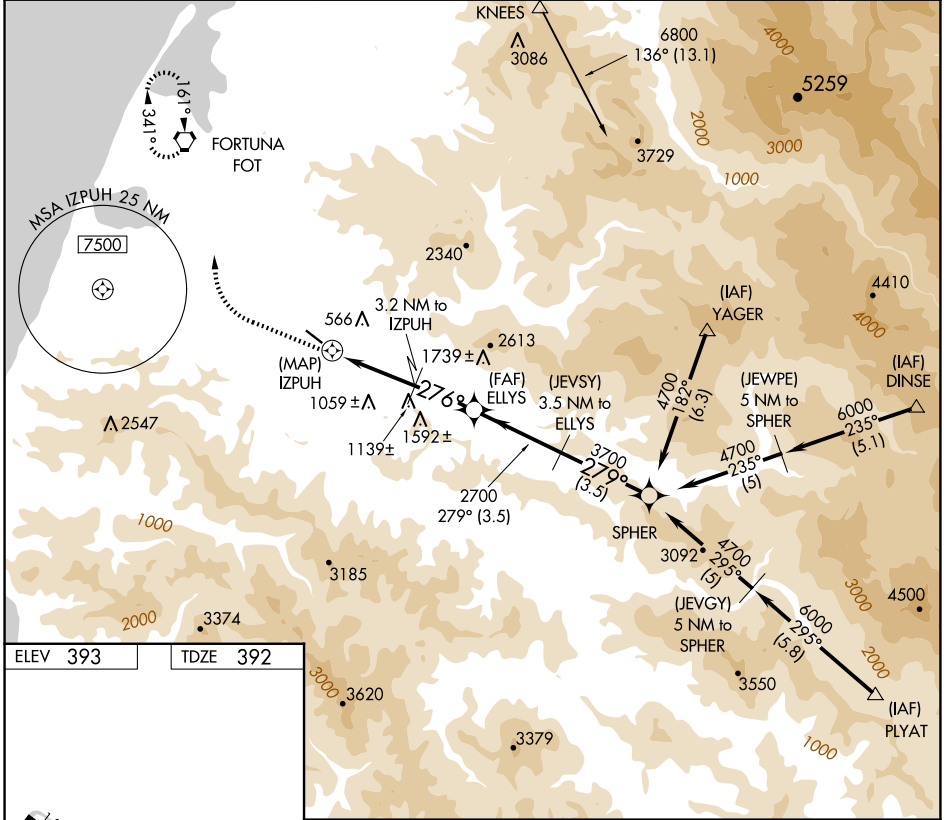 KNEES
3086
6800
136° (13.1)
4000
5259
2000
3000
3729
1000
161°
341°
FORTUNA
FOT
MSA IZPUH 25 NM
7500
2340
4410
4000
(IAF)
YAGER
566
3.2 NM to
IZPUH
2613
1739±
(MAP)
IZPUH
276°
(FAF)
ELLYS
(JEVSY)
3.5 NM to
ELLYS
4700
182°
(6.3)
(JEWPE)
5 NM to
SPHER
(IAF)
DINSE
6000
235°
(5.1)
4700
235°
(5)
1059±
1139±
1592±
2547
3700
279°
(3.5)
2700
279° (3.5)
SPHER
3092
4700
295°
(5)
1000
3185
2000
3374
(JEVGY)
5 NM to
SPHER
6000
295°
(5.8)
3000
4500
2000
ELEV 393
TDZE 392
3000
3620
3550
(IAF)
PLYAT
3379
1000